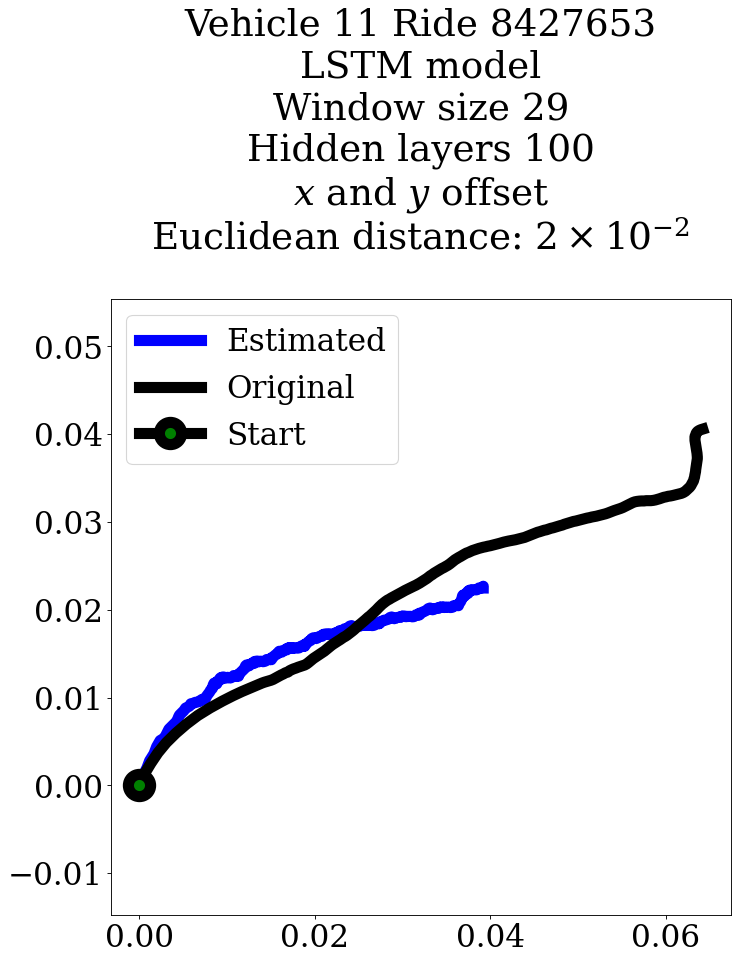 Vehicle 11 Ride 8427653
LSTM model
Window size 29
Hidden layers 100
x and y offset
Euclidean distance: 2 × 10⁻²
Estimated
Original
Start
0.05
0.04
0.03
0.02
0.01
0.00
−0.01
0.00 0.02 0.04 0.06